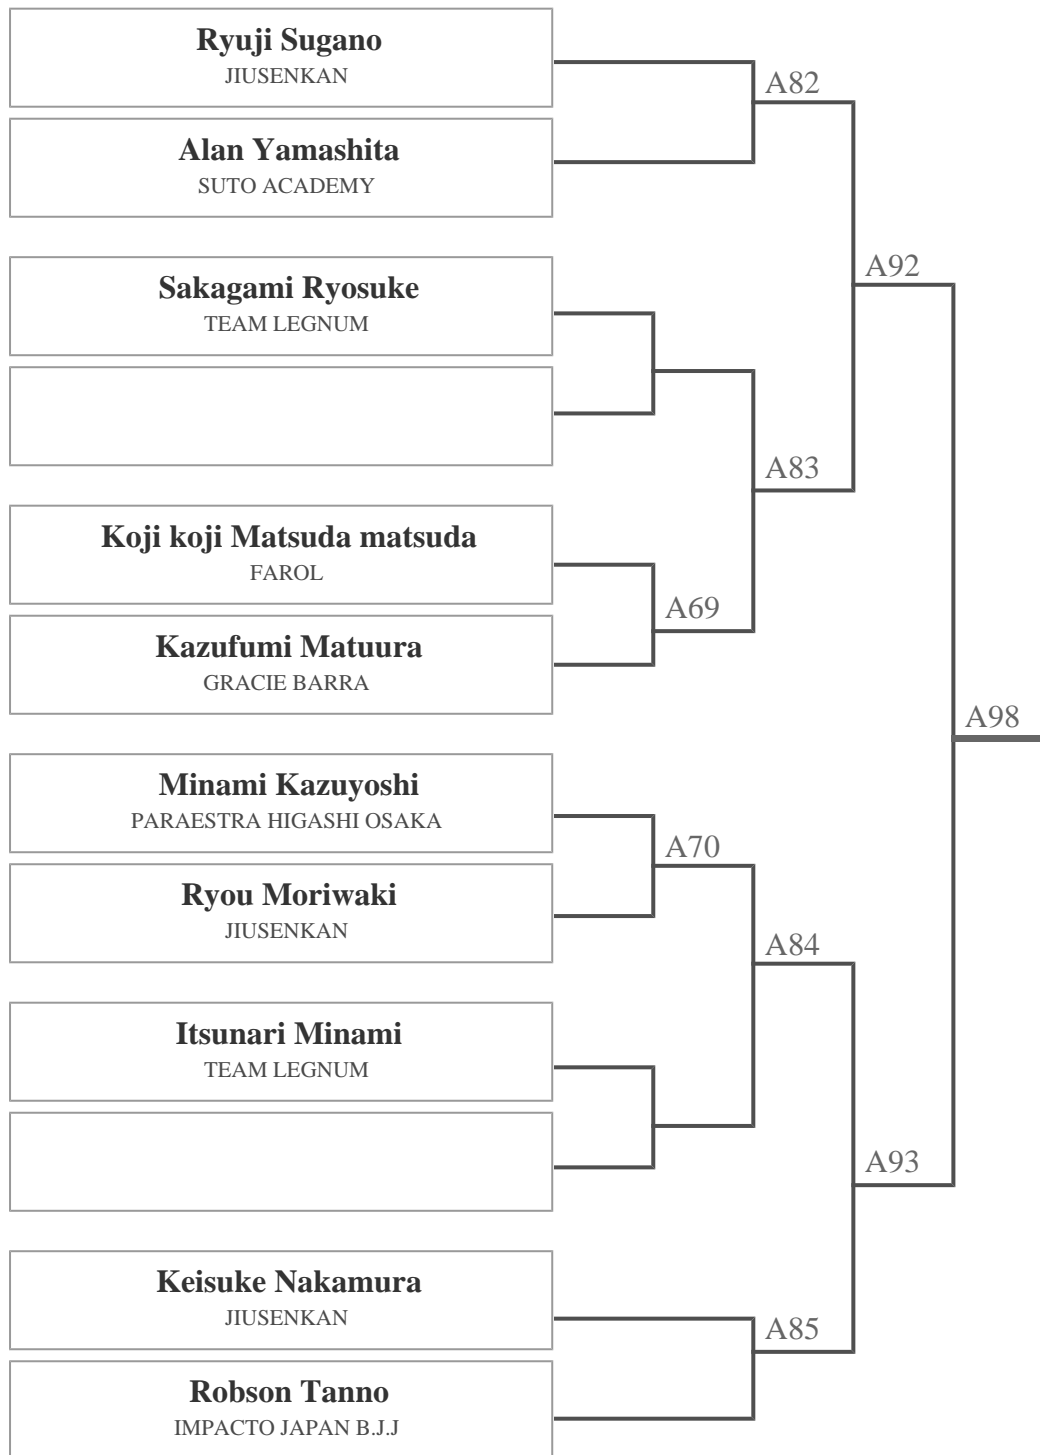 Ryuji Sugano
JIUSENKAN
A82
Alan Yamashita
SUTO ACADEMY
A92
Sakagami Ryosuke
TEAM LEGNUM
A83
Koji koji Matsuda matsuda
FAROL
A69
Kazufumi Matuura
GRACIE BARRA
A98
Minami Kazuyoshi
PARAESTRA HIGASHI OSAKA
A70
Ryou Moriwaki
JIUSENKAN
A84
Itsunari Minami
TEAM LEGNUM
A93
Keisuke Nakamura
JIUSENKAN
A85
Robson Tanno
IMPACTO JAPAN B.J.J